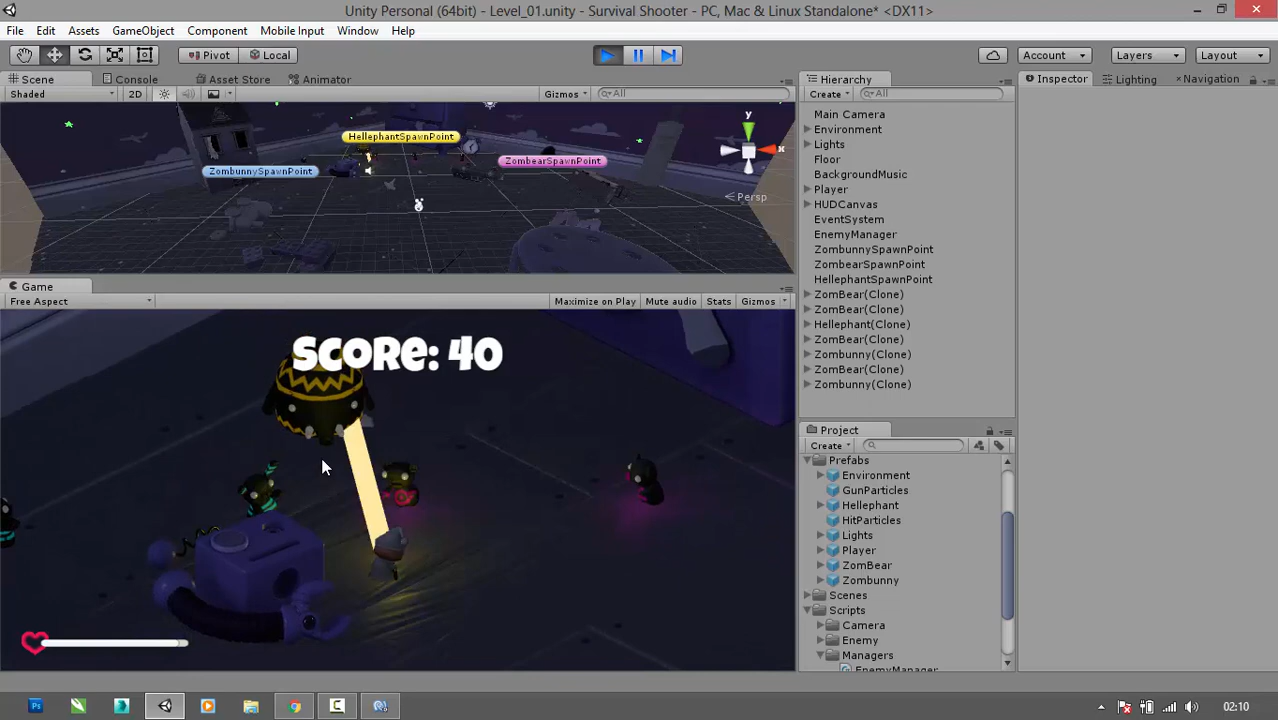 Unity Personal (64bit) - Level_01.unity - Survival Shooter - PC, Mac & Linux Standalone* <DX11>
File Edit Assets GameObject Component Mobile Input Window Help
Pivot Local Account Layers Layout
Scene Console Asset Store Animator
Shaded 2D Gizmos All
HellephantSpawnPoint
ZombunnySpawnPoint
ZombearSpawnPoint
y
x
Persp
Game
Free Aspect Maximize on Play Mute audio Stats Gizmos
Score: 40
Hierarchy
Create All
Main Camera
Environment
Lights
Floor
BackgroundMusic
Player
HUDCanvas
EventSystem
EnemyManager
ZombunnySpawnPoint
ZombearSpawnPoint
HellephantSpawnPoint
ZomBear(Clone)
ZomBear(Clone)
Hellephant(Clone)
ZomBear(Clone)
Zombunny(Clone)
ZomBear(Clone)
Zombunny(Clone)
Project
Create
Prefabs
Environment
GunParticles
Hellephant
HitParticles
Lights
Player
ZomBear
Zombunny
Scenes
Scripts
Camera
Enemy
Managers
EnemyManager
Inspector Lighting Navigation
Ps
02:10